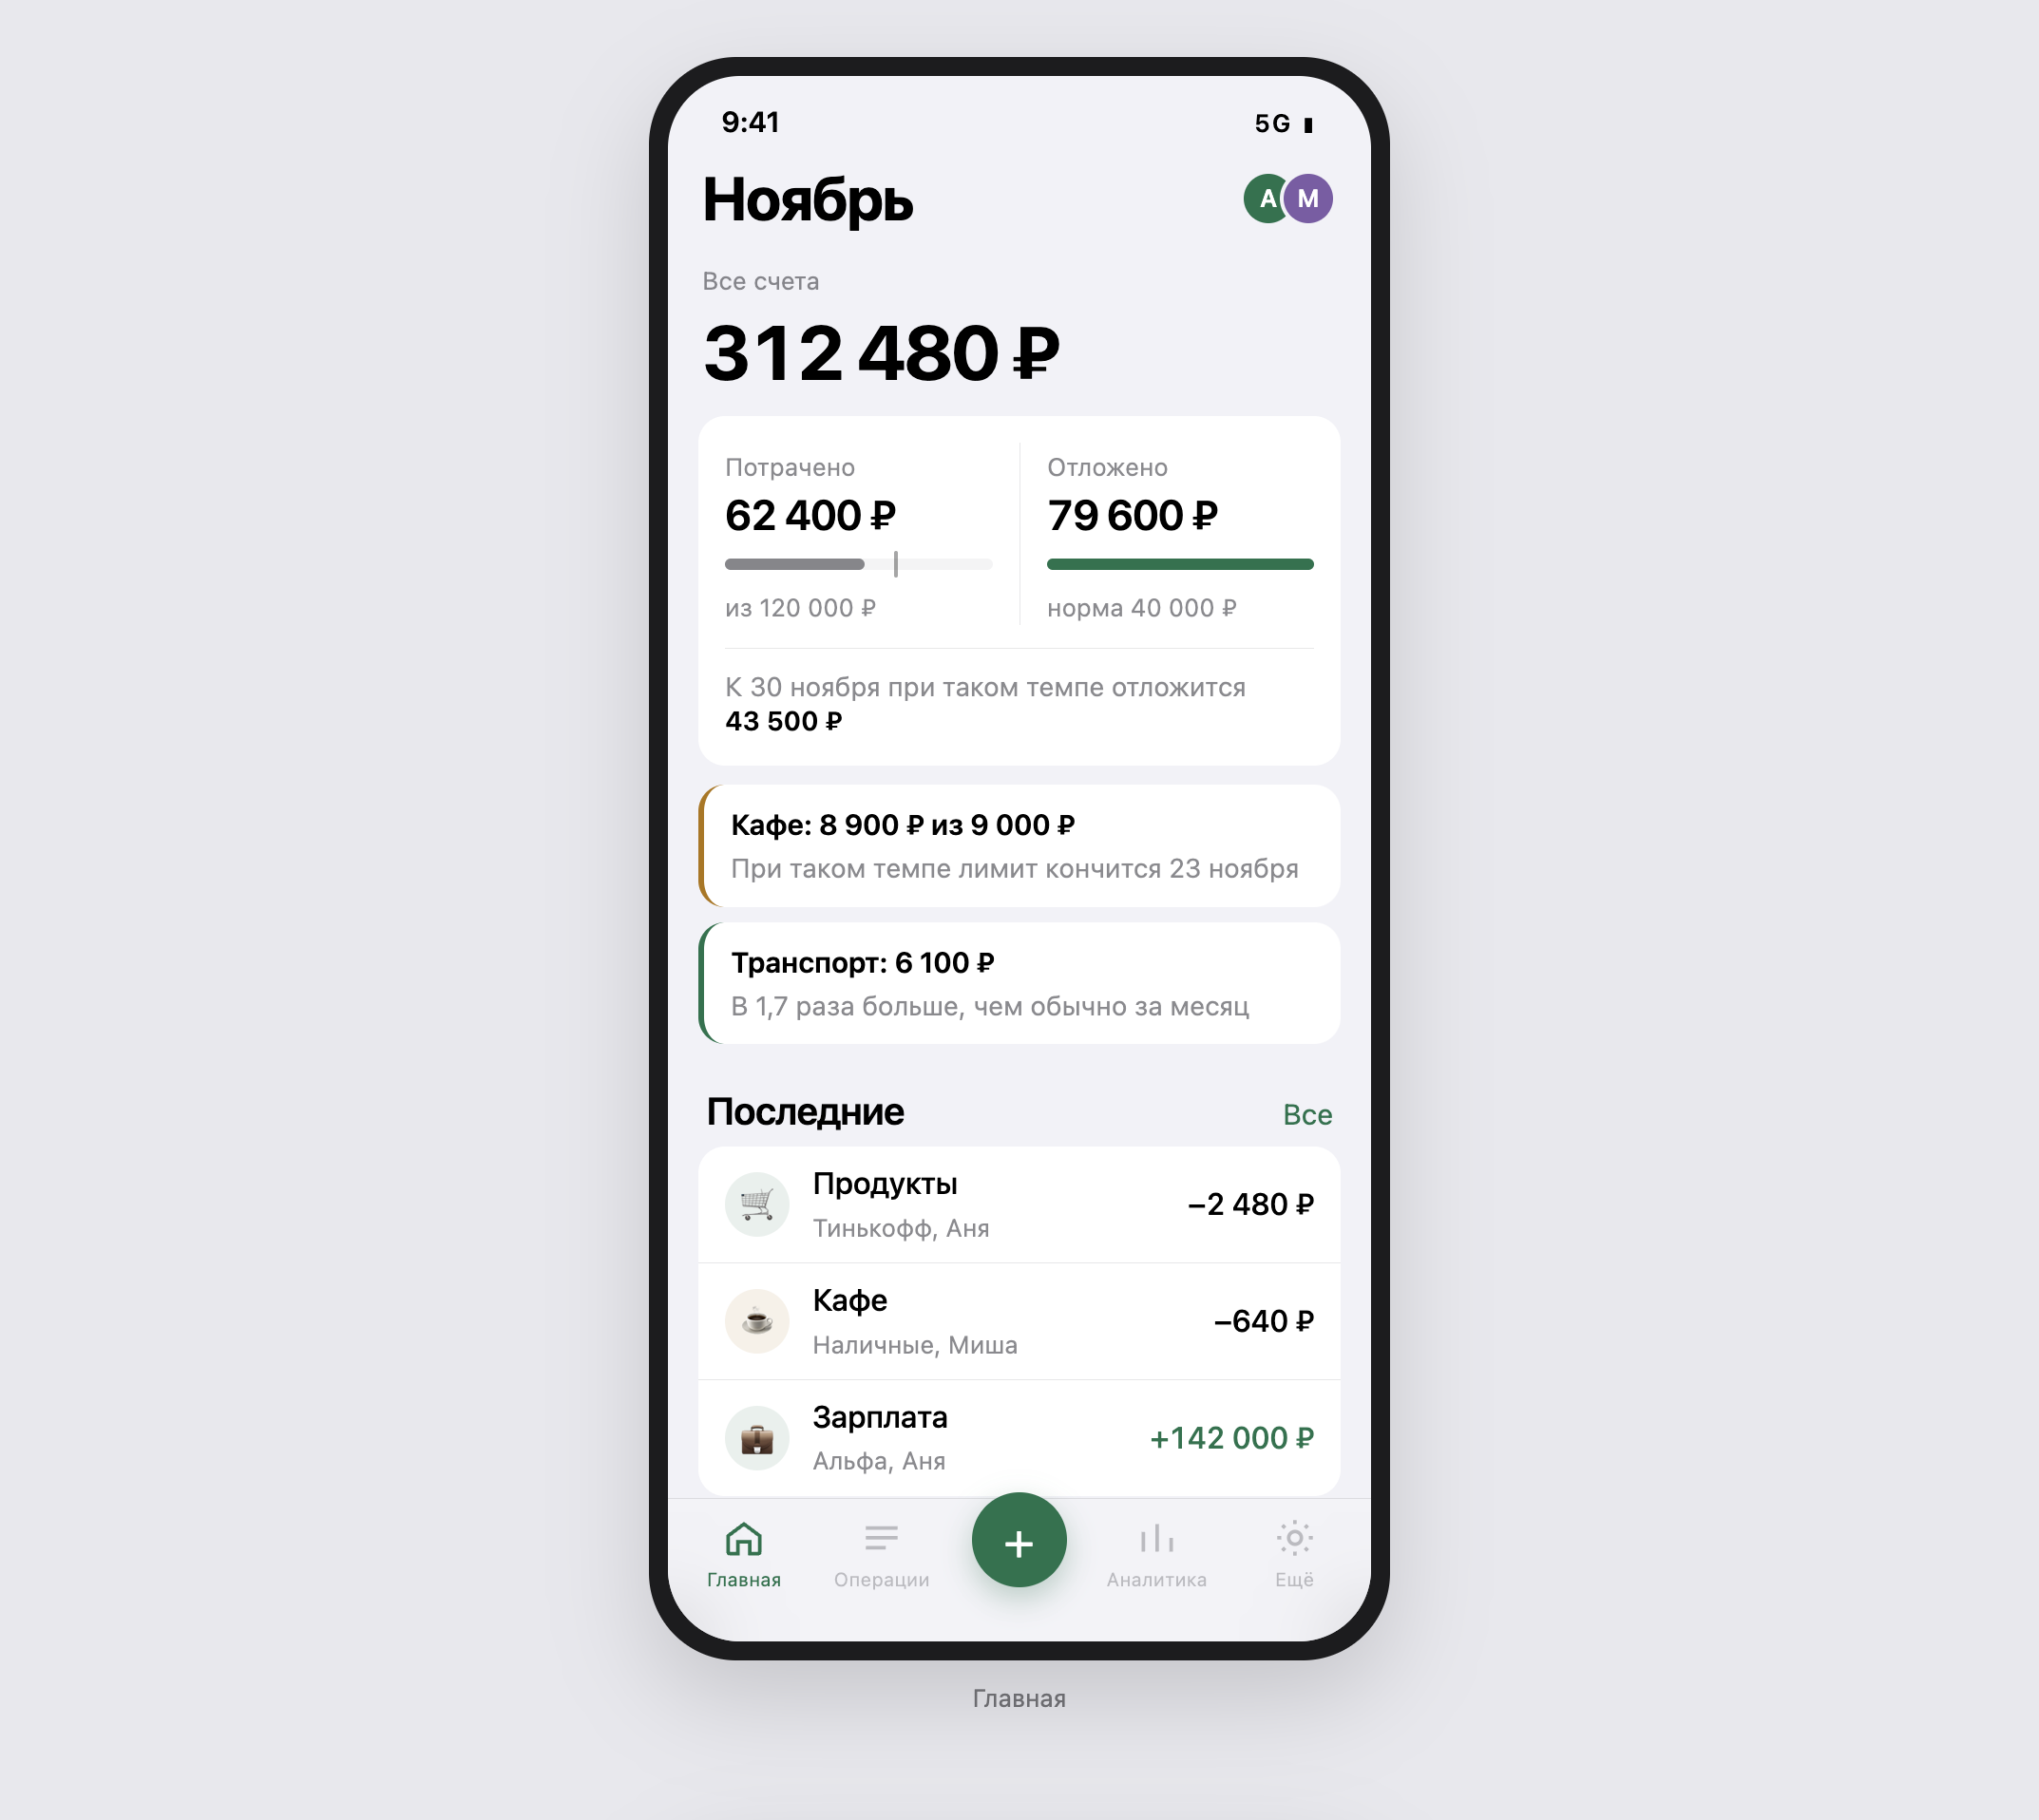 9:41
5G
Ноябрь
А М
Все счета
312 480 ₽
Потрачено
62 400 ₽
из 120 000 ₽
Отложено
79 600 ₽
норма 40 000 ₽
К 30 ноября при таком темпе отложится
43 500 ₽
Кафе: 8 900 ₽ из 9 000 ₽
При таком темпе лимит кончится 23 ноября
Транспорт: 6 100 ₽
В 1,7 раза больше, чем обычно за месяц
Последние
Все
Продукты
Тинькофф, Аня
−2 480 ₽
Кафе
Наличные, Миша
−640 ₽
Зарплата
Альфа, Аня
+142 000 ₽
Главная
Операции
+
Аналитика
Ещё
Главная